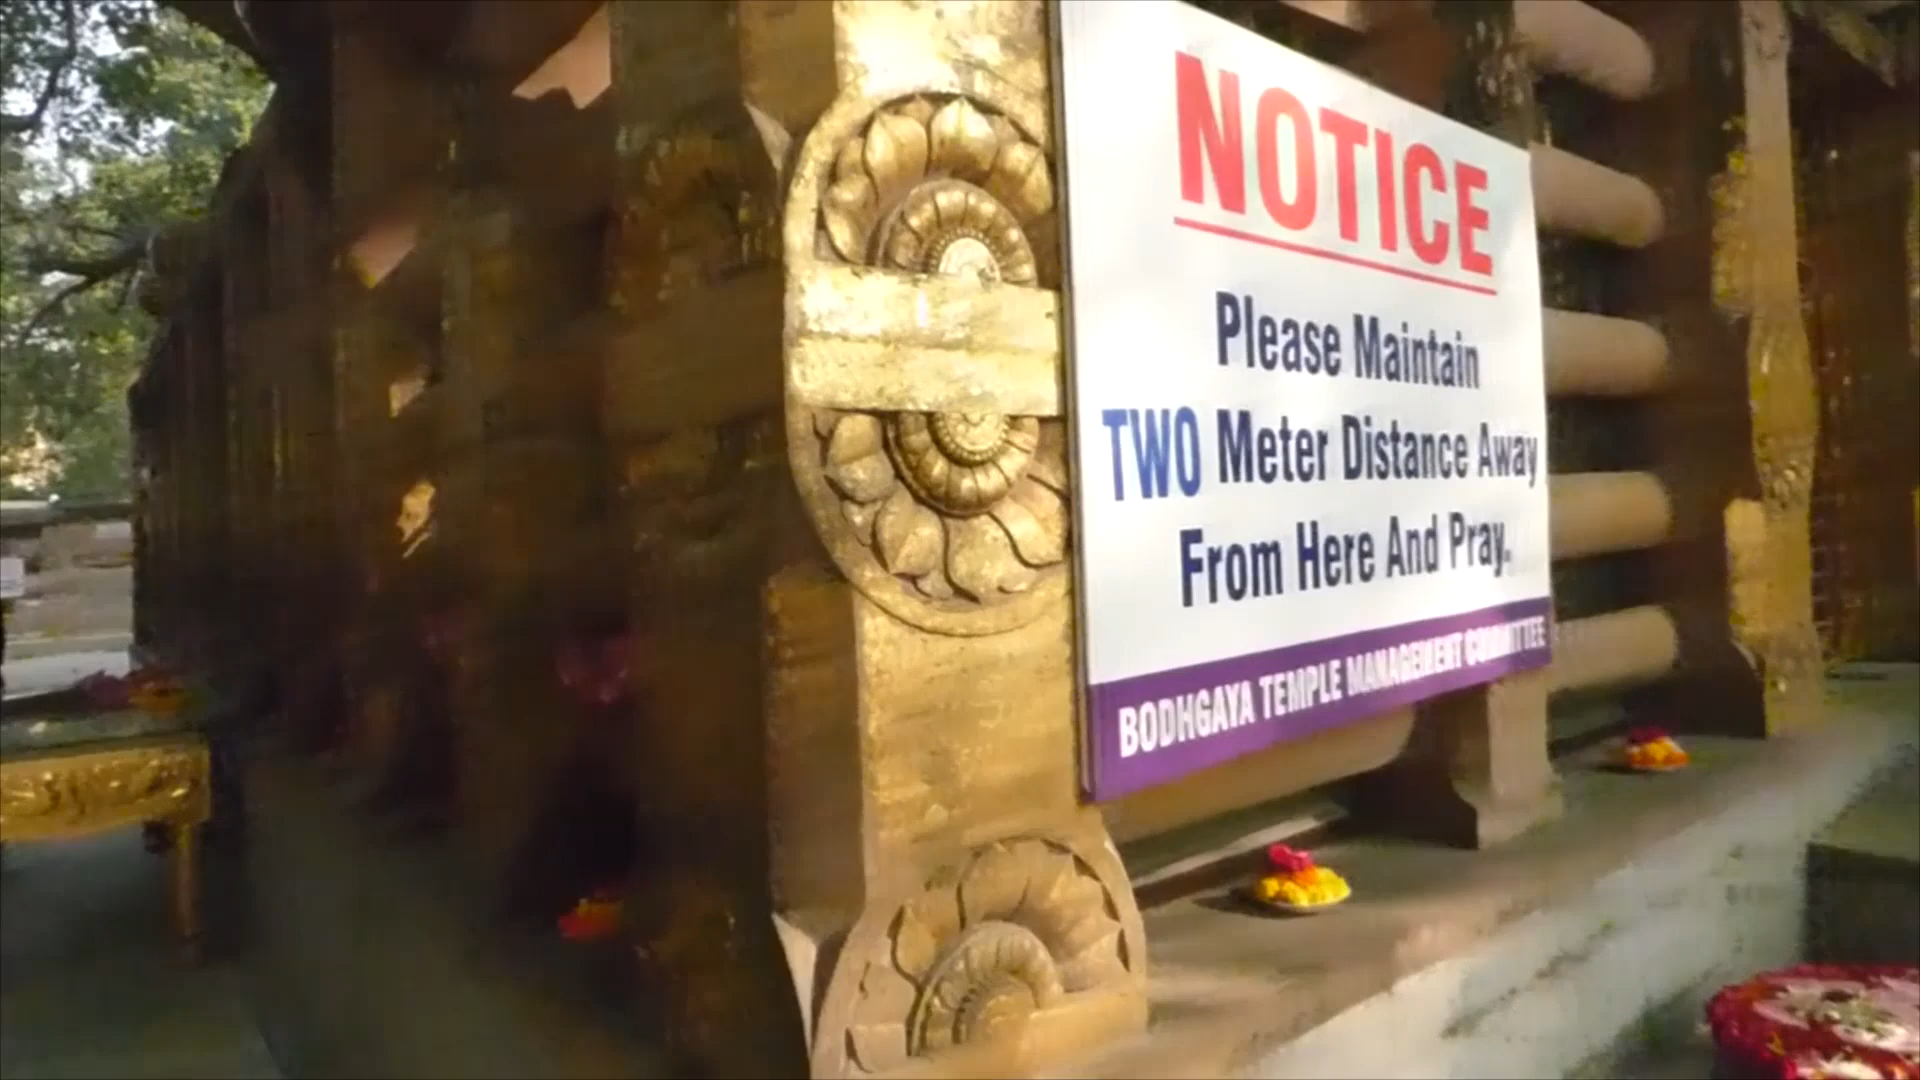 NOTICE
Please Maintain
TWO Meter Distance Away
From Here And Pray.
BODHGAYA TEMPLE MANAGEMENT COMMITTEE